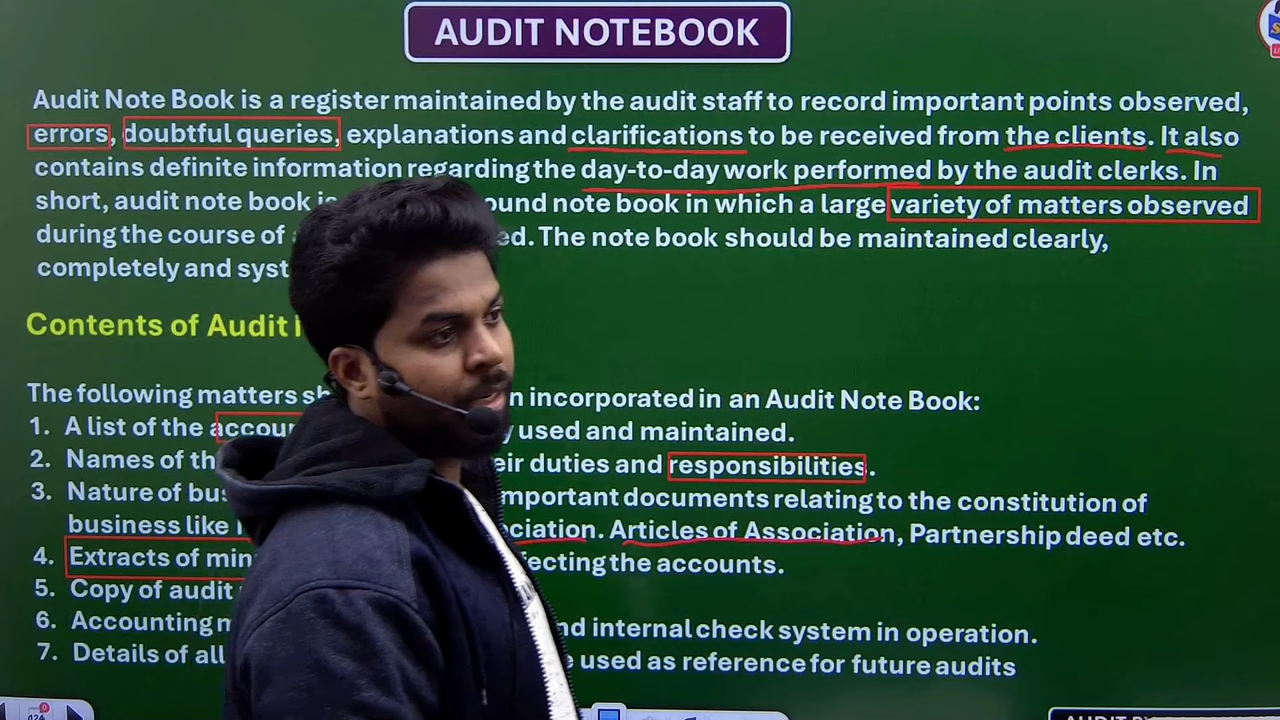 AUDIT NOTEBOOK
Audit Note Book is a register maintained by the audit staff to record important points observed,
errors, doubtful queries, explanations and clarifications to be received from the clients. It also
contains definite information regarding the day-to-day work performed by the audit clerks. In
short, audit note book is ound note book in which a large variety of matters observed
during the course of ed. The note book should be maintained clearly,
completely and syst
Contents of Audit
The following matters sh n incorporated in an Audit Note Book:
1. A list of the accoun y used and maintained.
2. Names of th eir duties and responsibilities.
3. Nature of bus mportant documents relating to the constitution of
business like ciation. Articles of Association, Partnership deed etc.
4. Extracts of min fecting the accounts.
5. Copy of audit
6. Accounting m nd internal check system in operation.
7. Details of all e used as reference for future audits